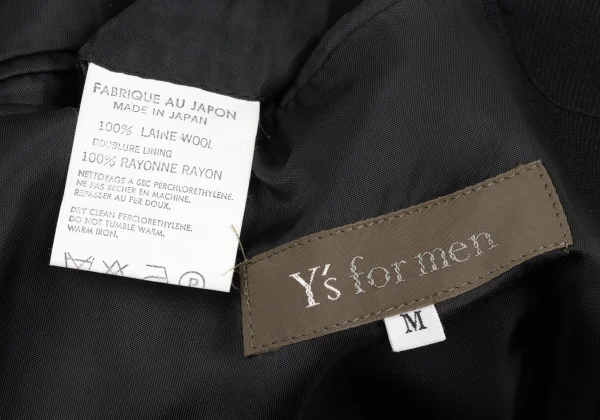 FABRIQUE AU JAPON
MADE IN JAPAN
100% LAINE WOOL
DOUBLURE LINING
100% RAYONNE RAYON
NETTOYAGE A SEC PERCHLORETHYLENE.
NE PAS SECHER EN MACHINE.
REPASSER AU FER DOUX.
DRY CLEAN PERCLORETHYLENE.
DO NOT TUMBLE WARM.
WARM IRON.
P
Y's for men
M